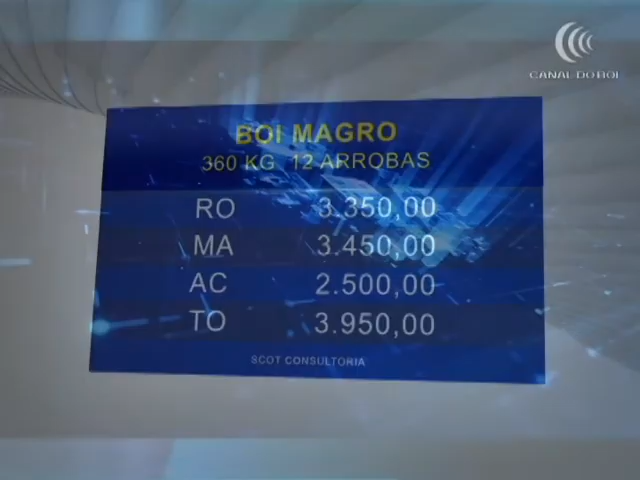 CANAL DO BOI
BOI MAGRO
360 KG 12 ARROBAS
RO 3.350,00
MA 3.450,00
AC 2.500,00
TO 3.950,00
SCOT CONSULTORIA